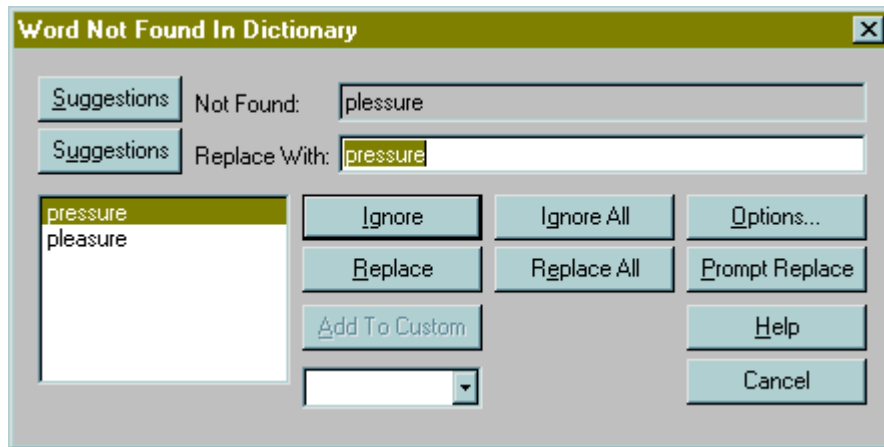 Word Not Found In Dictionary
Suggestions Not Found: plessure
Suggestions Replace With: pressure
pressure Ignore Ignore All Options...
pleasure
Replace Replace All Prompt Replace
Add To Custom Help
Cancel